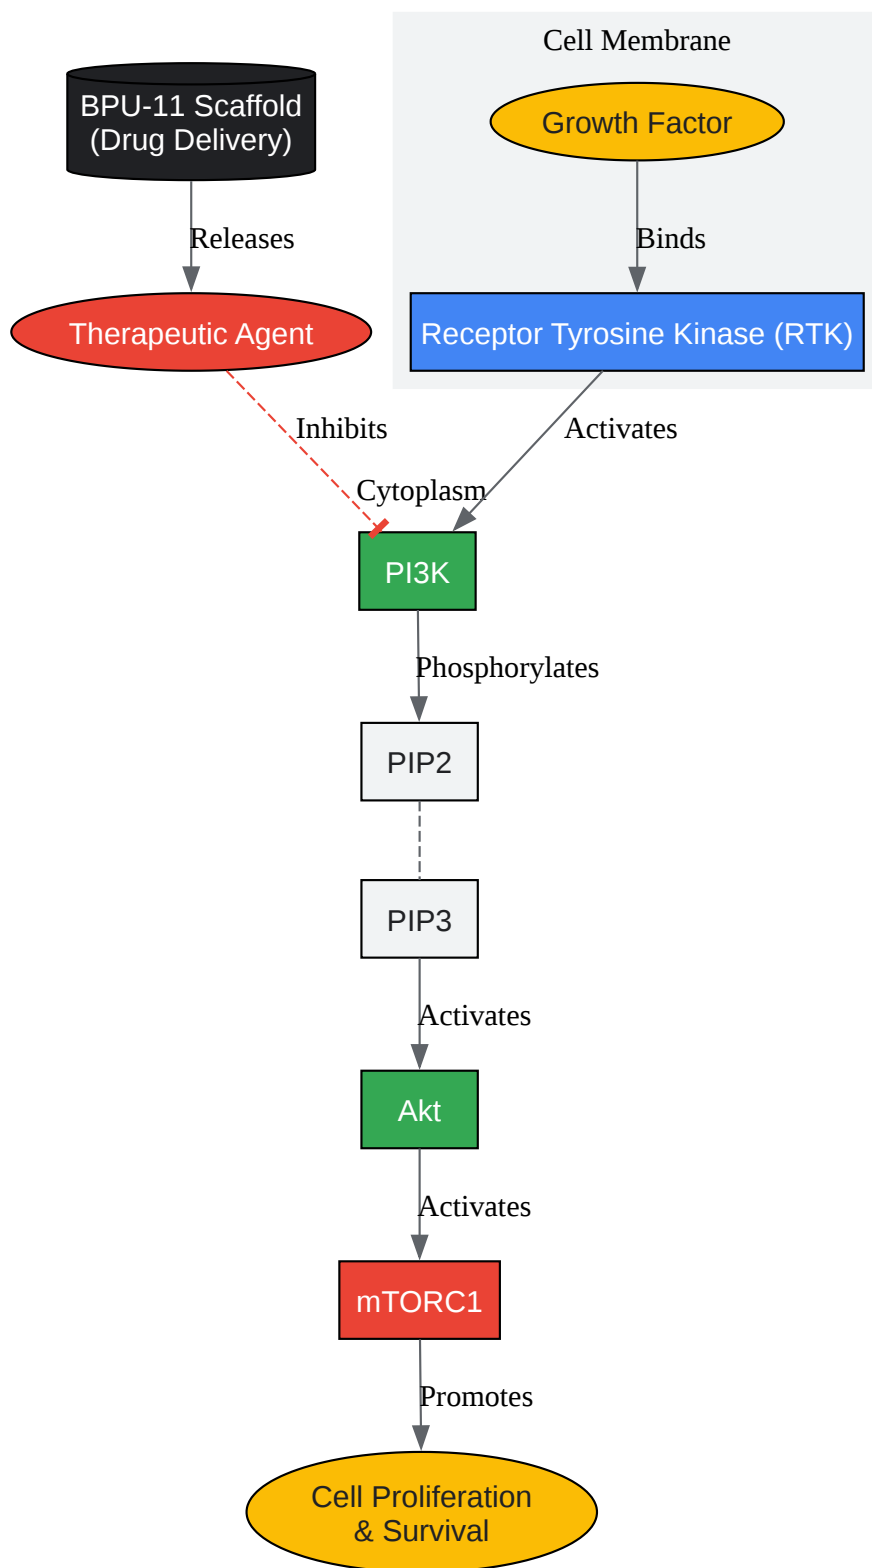 Cell Membrane
BPU-11 Scaffold
(Drug Delivery)
Growth Factor
Releases
Binds
Therapeutic Agent
Receptor Tyrosine Kinase (RTK)
Inhibits
Activates
Cytoplasm
PI3K
Phosphorylates
PIP2
PIP3
Activates
Akt
Activates
mTORC1
Promotes
Cell Proliferation
& Survival